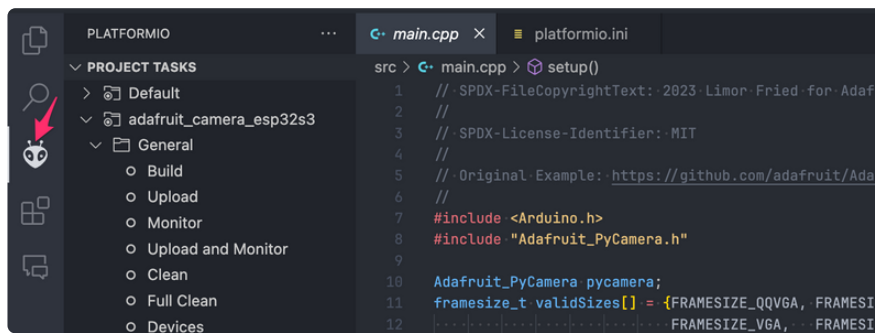 PLATFORMIO ···
PROJECT TASKS
Default
adafruit_camera_esp32s3
General
Build
Upload
Monitor
Upload and Monitor
Clean
Full Clean
Devices
main.cpp
platformio.ini
src > main.cpp > setup()
1 // SPDX-FileCopyrightText: 2023 Limor Fried for Adaf
2 //
3 // SPDX-License-Identifier: MIT
4 //
5 // Original Example: https://github.com/adafruit/Ada
6 //
7 #include <Arduino.h>
8 #include "Adafruit_PyCamera.h"
9
10 Adafruit_PyCamera pycamera;
11 framesize_t validSizes[] = {FRAMESIZE_QQVGA, FRAMESI
12 FRAMESIZE_VGA, FRAMESI